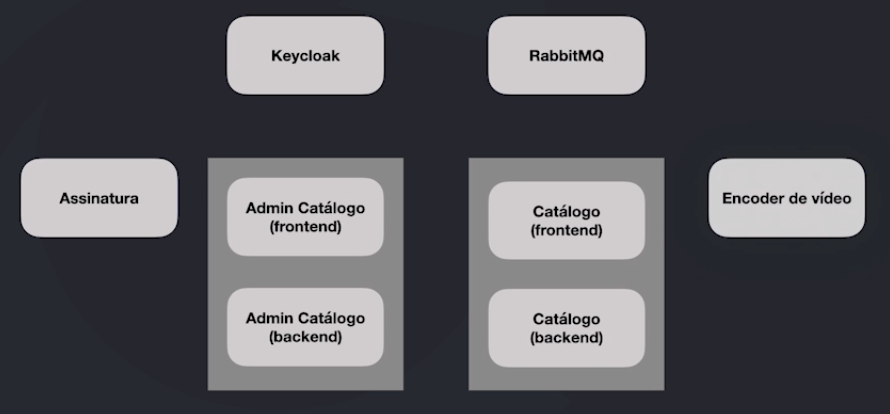 Keycloak
RabbitMQ
Assinatura
Admin Catálogo
(frontend)
Catálogo
(frontend)
Encoder de vídeo
Admin Catálogo
(backend)
Catálogo
(backend)